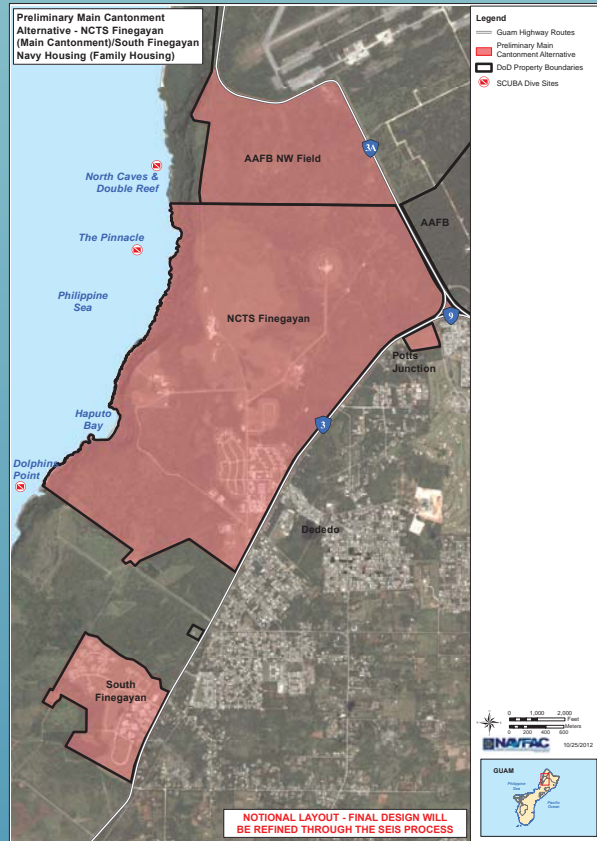 Preliminary Main Cantonment
Alternative - NCTS Finegayan
(Main Cantonment)/South Finegayan
Navy Housing (Family Housing)
Legend
Guam Highway Routes
Preliminary Main
Cantonment Alternative
DoD Property Boundaries
SCUBA Dive Sites
3A
AAFB NW Field
North Caves &
Double Reef
AAFB
The Pinnacle
Philippine
Sea
NCTS Finegayan
9
Potts
Junction
Haputo
Bay
3
Dolphins
Point
Dededo
South
Finegayan
0 1,000 2,000
Feet
Meters
0 200 400 600
NAVFAC
10/25/2012
GUAM
Philippine
Sea
Pacific
Ocean
NOTIONAL LAYOUT - FINAL DESIGN WILL
BE REFINED THROUGH THE SEIS PROCESS